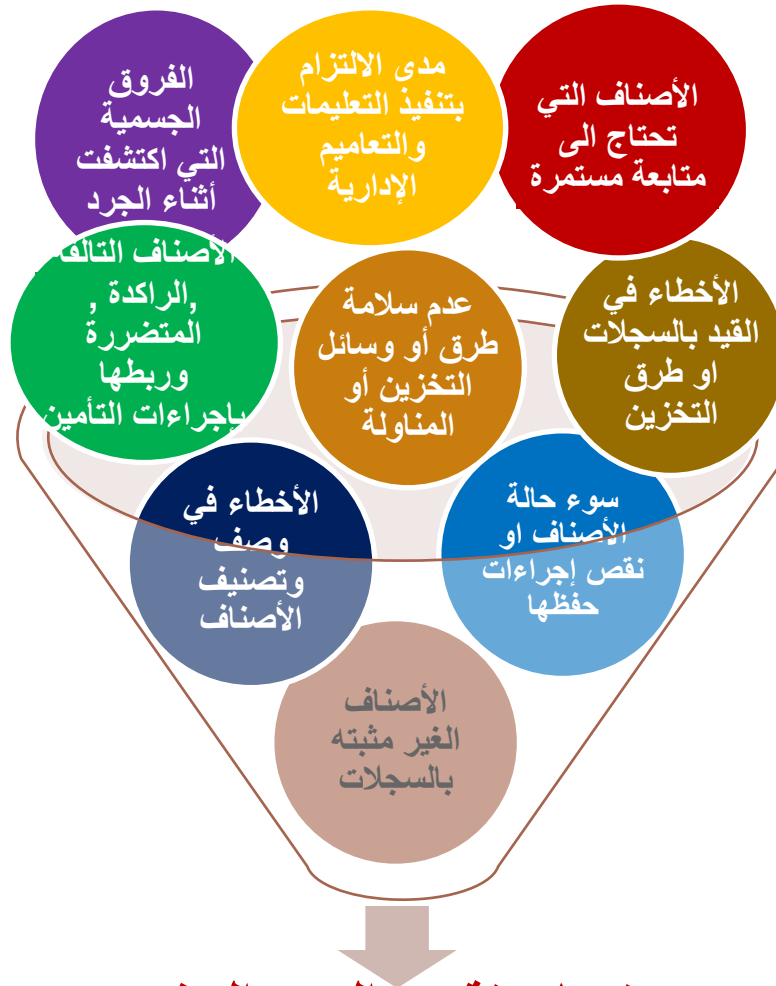 الأصناف التي
تحتاج الى
متابعة مستمرة
مدى الالتزام
بتنفيذ التعليمات
والتعاميم
الإدارية
الفروق
الجسمية
التي اكتشفت
أثناء الجرد
الأخطاء في
القيد بالسجلات
او طرق
التخزين
عدم سلامة
طرق أو وسائل
التخزين أو
المناولة
الأصناف التالفة
,الراكدة ,
المتضررة
وربطها
بإجراءات التأمين
سوء حالة
الأصناف او
نقص إجراءات
حفظها
الأخطاء في
وصف
وتصنيف
الأصناف
الأصناف
الغير مثبته
بالسجلات